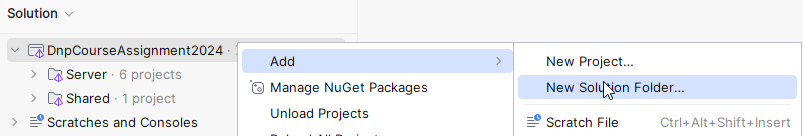 Solution
DnpCourseAssignment2024
Server · 6 projects
Shared · 1 project
Scratches and Consoles
Add
Manage NuGet Packages
Unload Projects
New Project...
New Solution Folder...
Scratch File Ctrl+Alt+Shift+Insert